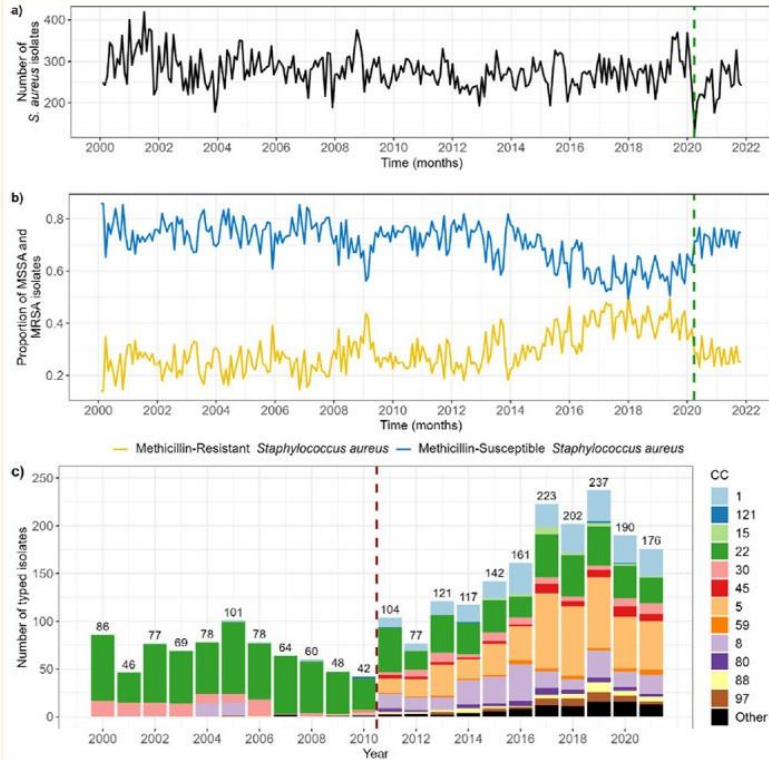 a)
Number of
S. aureus isolates
400
300
200
2000 2002 2004 2006 2008 2010 2012 2014 2016 2018 2020 2022
Time (months)
b)
Proportion of MSSA and
MRSA isolates
0.8
0.6
0.4
0.2
2000 2002 2004 2006 2008 2010 2012 2014 2016 2018 2020 2022
Time (months)
Methicillin-Resistant Staphylococcus aureus Methicillin-Susceptible Staphylococcus aureus
c)
Number of typed isolates
250
200
150
100
50
0
86 46 77 69 78 101 78 64 60 48 42 104 77 121 117 142 161 223 202 237 190 176
2000 2002 2004 2006 2008 2010 2012 2014 2016 2018 2020
Year
CC
1
121
15
22
30
45
5
59
8
80
88
97
Other